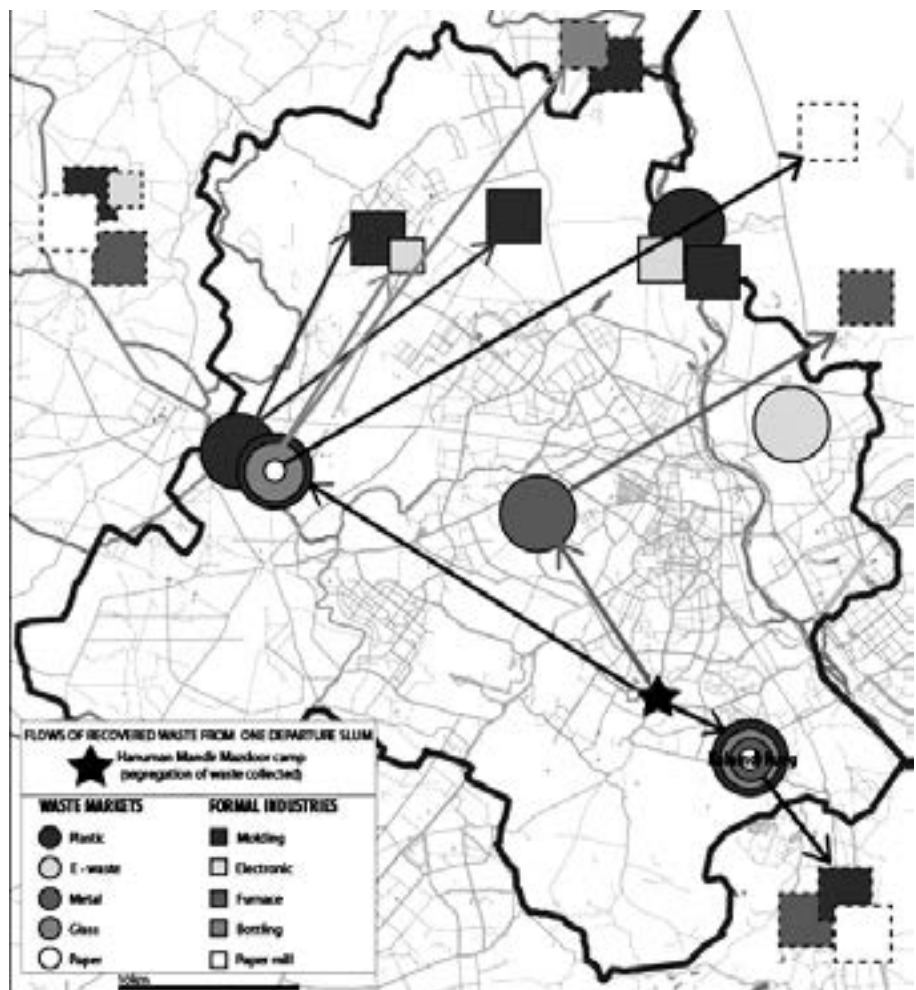 FLOWS OF RECOVERED WASTE FROM ONE DEPARTURE SLUM
Hanuman Mandir Mazdoor camp
(segregation of waste collected)
WASTE MARKETS
Plastic
E-waste
Metal
Glass
Paper
FORMAL INDUSTRIES
Molding
Electronic
Furnace
Bottling
Paper mill
10km